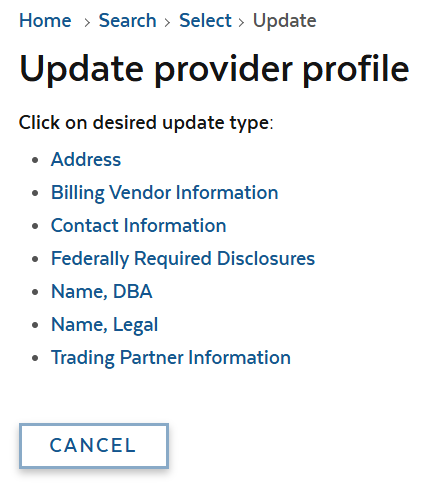 Home > Search > Select > Update
Update provider profile
Click on desired update type:
• Address
• Billing Vendor Information
• Contact Information
• Federally Required Disclosures
• Name, DBA
• Name, Legal
• Trading Partner Information
CANCEL